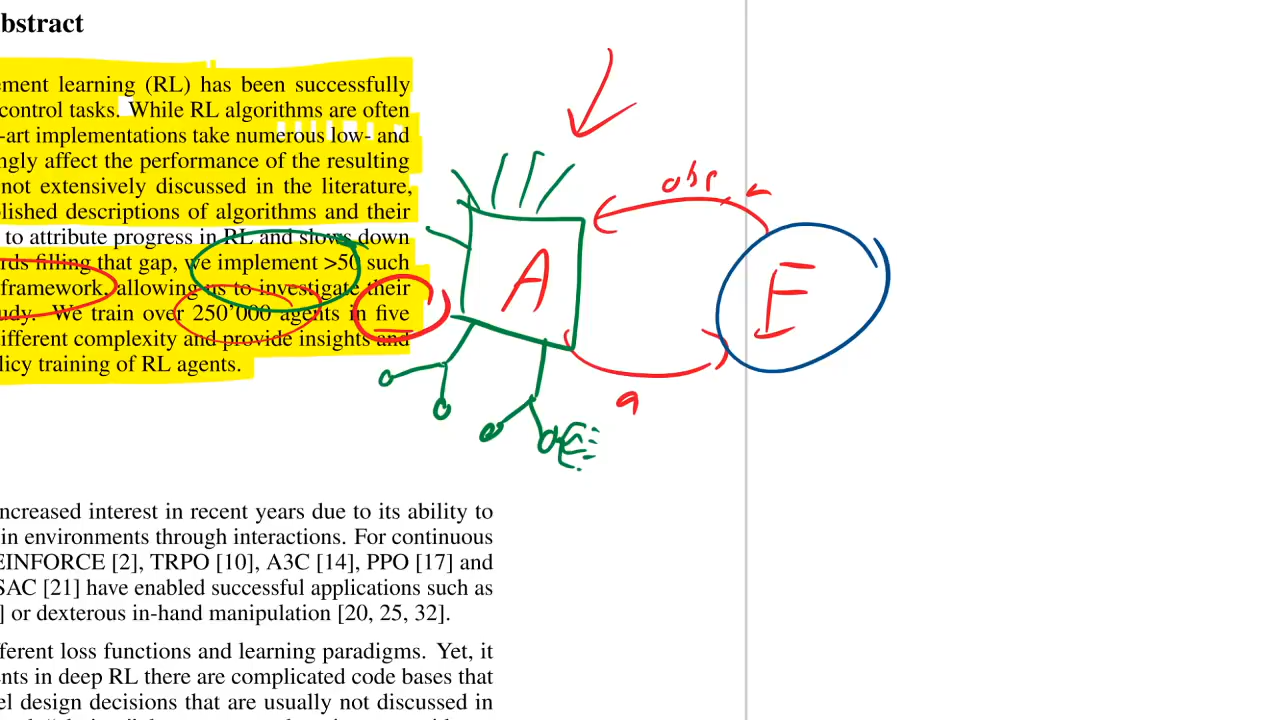 bstract
ement learning (RL) has been successfully
control tasks. While RL algorithms are often
-art implementations take numerous low- and
ngly affect the performance of the resulting
not extensively discussed in the literature,
lished descriptions of algorithms and their
to attribute progress in RL and slows down
rds filling that gap, we implement >50 such
framework, allowing us to investigate their
udy. We train over 250'000 agents in five
ifferent complexity and provide insights and
licy training of RL agents.
obs, r
A
E
a
ncreased interest in recent years due to its ability to
in environments through interactions. For continuous
EINFORCE [2], TRPO [10], A3C [14], PPO [17] and
SAC [21] have enabled successful applications such as
] or dexterous in-hand manipulation [20, 25, 32].
fferent loss functions and learning paradigms. Yet, it
nts in deep RL there are complicated code bases that
el design decisions that are usually not discussed in